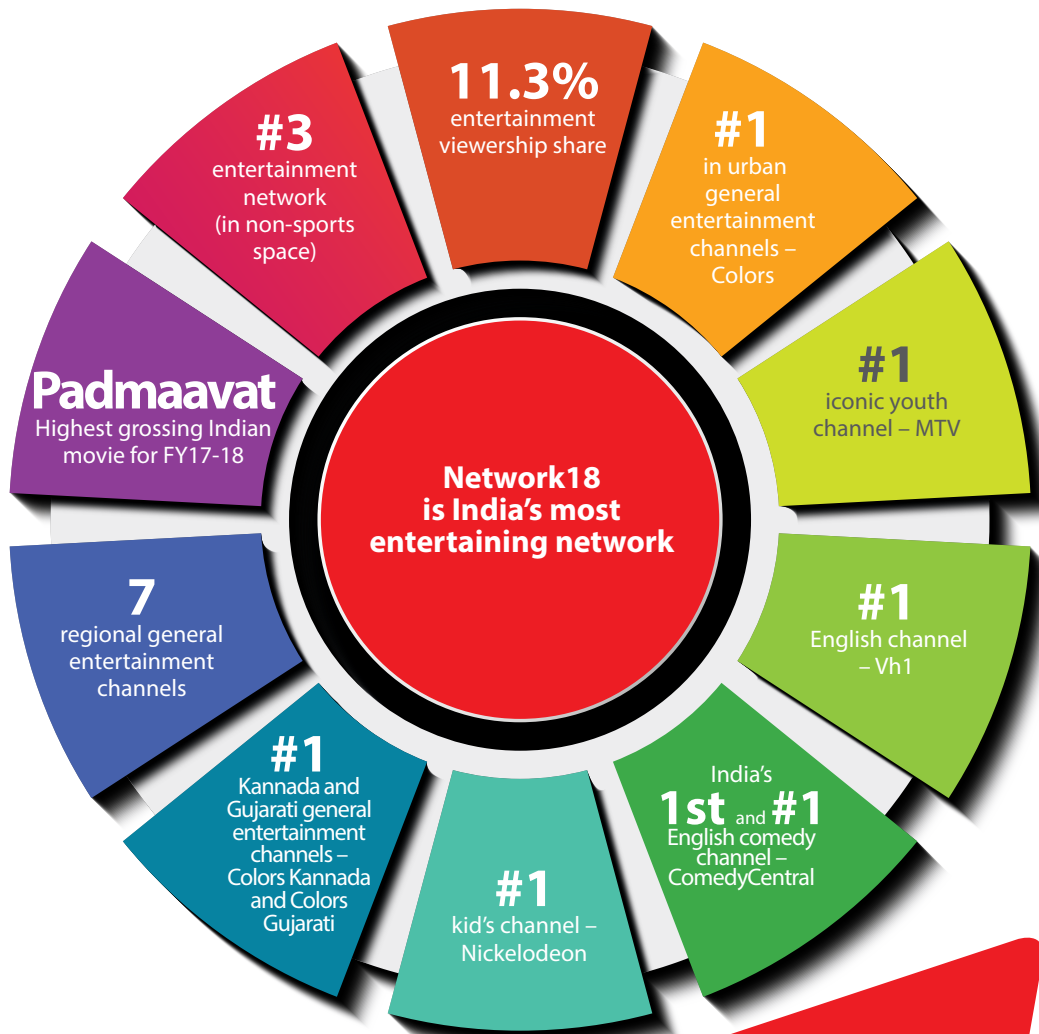 11.3%
entertainment
viewership share
#1
in urban
general
entertainment
channels –
Colors
#1
iconic youth
channel – MTV
#1
English channel
– Vh1
India's
1st and #1
English comedy
channel –
ComedyCentral
#1
kid's channel –
Nickelodeon
#1
Kannada and
Gujarati general
entertainment
channels –
Colors Kannada
and Colors
Gujarati
7
regional general
entertainment
channels
Padmaavat
Highest grossing Indian
movie for FY17-18
#3
entertainment
network
(in non-sports
space)
Network18
is India's most
entertaining network